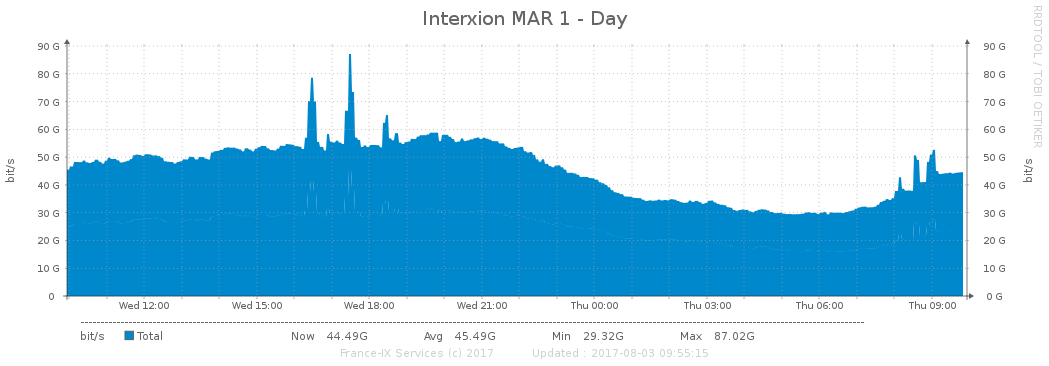 Interxion MAR 1 - Day
RRDTOOL / TOBI OETIKER
bit/s
90 G 90 G
80 G 80 G
70 G 70 G
60 G 60 G
50 G 50 G
40 G 40 G
30 G 30 G
20 G 20 G
10 G 10 G
0 0 G
bit/s
Wed 12:00 Wed 15:00 Wed 18:00 Wed 21:00 Thu 00:00 Thu 03:00 Thu 06:00 Thu 09:00
bit/s Total Now 44.49G Avg 45.49G Min 29.32G Max 87.02G
France-IX Services (c) 2017 Updated : 2017-08-03 09:55:15